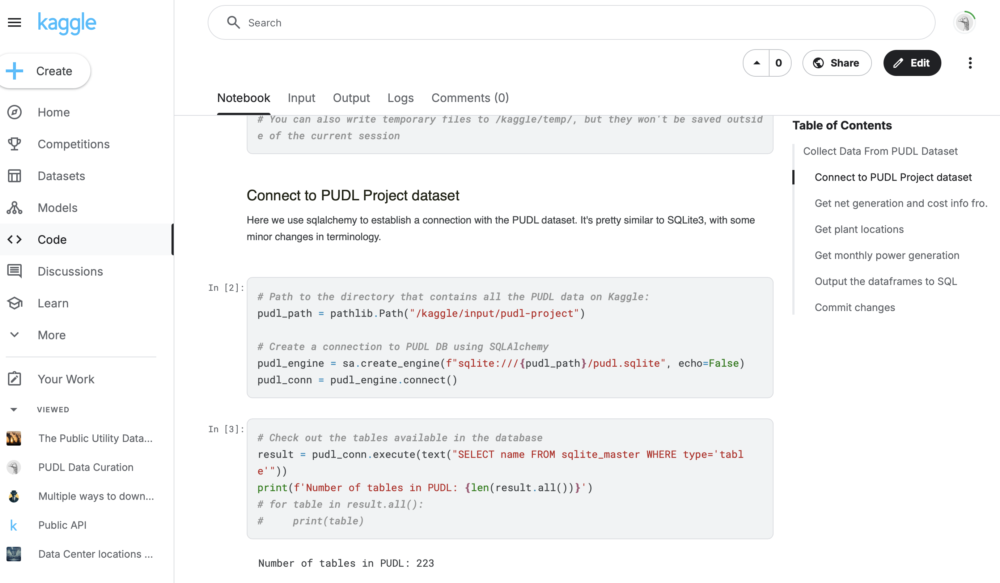 kaggle
Search
Create
0
Share
Edit
Home
Competitions
Datasets
Models
Code
Discussions
Learn
More
Your Work
VIEWED
The Public Utility Data...
PUDL Data Curation
Multiple ways to down...
Public API
Data Center locations ...
Notebook
Input
Output
Logs
Comments (0)
# You can also write temporary files to /kaggle/temp/, but they won't be saved outsid
e of the current session
Connect to PUDL Project dataset
Here we use sqlalchemy to establish a connection with the PUDL dataset. It's pretty similar to SQLite3, with some
minor changes in terminology.
In [2]:
# Path to the directory that contains all the PUDL data on Kaggle:
pudl_path = pathlib.Path("/kaggle/input/pudl-project")
# Create a connection to PUDL DB using SQLAlchemy
pudl_engine = sa.create_engine(f"sqlite:///{pudl_path}/pudl.sqlite", echo=False)
pudl_conn = pudl_engine.connect()
In [3]:
# Check out the tables available in the database
result = pudl_conn.execute(text("SELECT name FROM sqlite_master WHERE type='tabl
e'"))
print(f'Number of tables in PUDL: {len(result.all())}')
# for table in result.all():
#     print(table)
Number of tables in PUDL: 223
Table of Contents
Collect Data From PUDL Dataset
Connect to PUDL Project dataset
Get net generation and cost info fro.
Get plant locations
Get monthly power generation
Output the dataframes to SQL
Commit changes